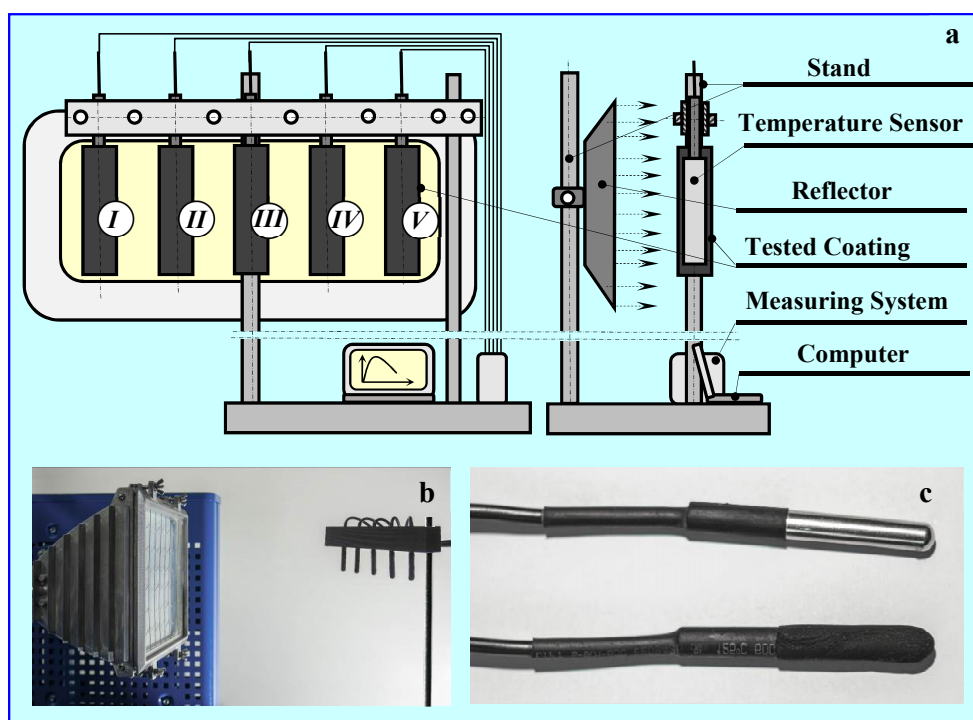 a
Stand
Temperature Sensor
Reflector
Tested Coating
Measuring System
Computer
I II III IV V
b
c